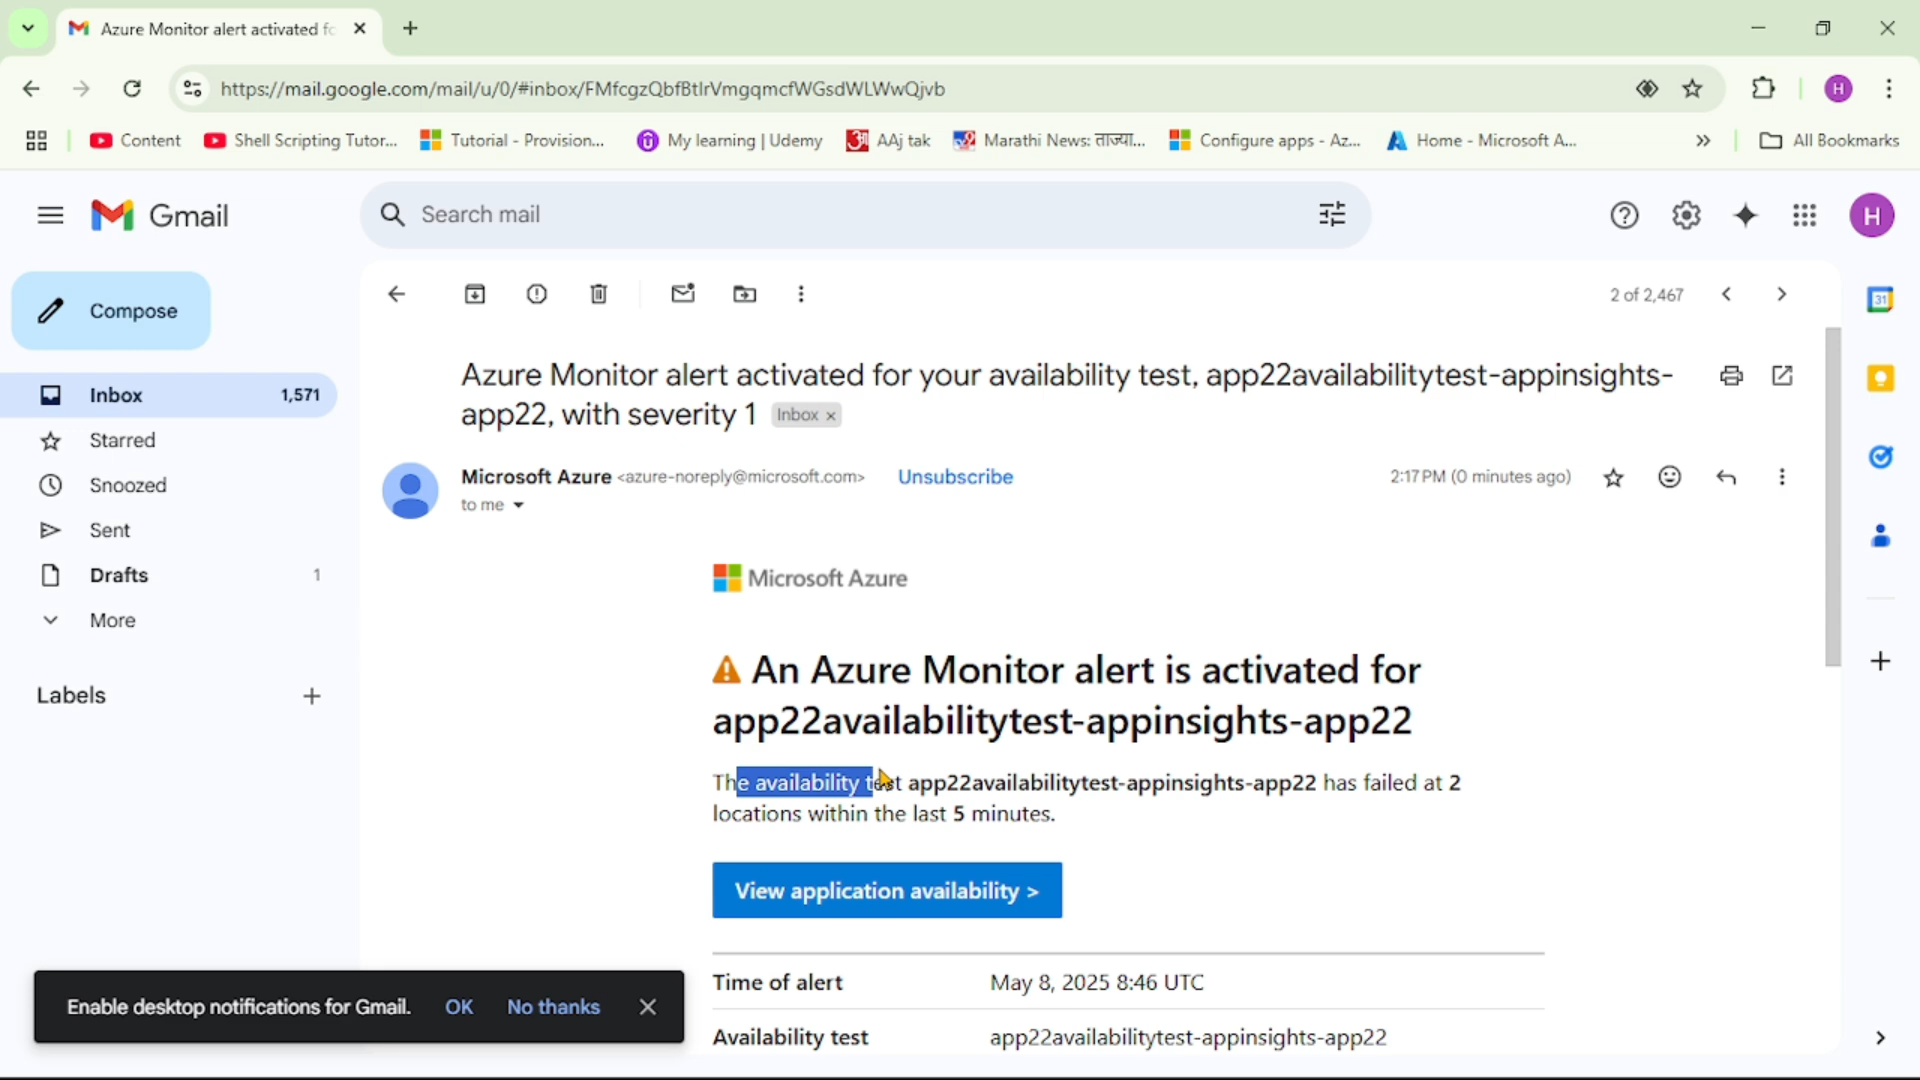 Azure Monitor alert activated fo
https://mail.google.com/mail/u/0/#inbox/FMfcgzQbfBtIrVmgqmcfWGsdWLWwQjvb
H
Content
Shell Scripting Tutor...
Tutorial - Provision...
My learning | Udemy
AAj tak
Marathi News: ताज्या...
Configure apps - Az...
Home - Microsoft A...
All Bookmarks
Gmail
Search mail
H
Compose
2 of 2,467
31
Inbox 1,571
Starred
Snoozed
Sent
Drafts 1
More
Labels
Azure Monitor alert activated for your availability test, app22availabilitytest-appinsights-
app22, with severity 1 Inbox ×
Microsoft Azure <azure-noreply@microsoft.com> Unsubscribe 2:17 PM (0 minutes ago)
to me
Microsoft Azure
An Azure Monitor alert is activated for
app22availabilitytest-appinsights-app22
The availability test app22availabilitytest-appinsights-app22 has failed at 2
locations within the last 5 minutes.
View application availability >
Time of alert May 8, 2025 8:46 UTC
Availability test app22availabilitytest-appinsights-app22
Enable desktop notifications for Gmail. OK No thanks